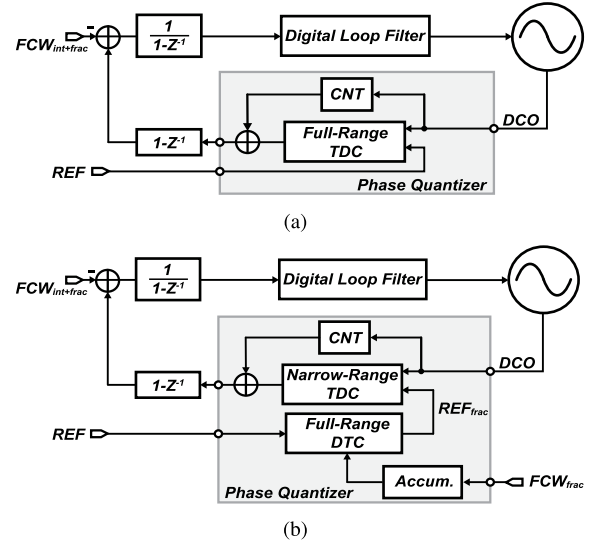 FCWint+frac
-
1
1-Z-1
Digital Loop Filter
CNT
DCO
1-Z-1
Full-Range
TDC
REF
Phase Quantizer
(a)
FCWint+frac
-
1
1-Z-1
Digital Loop Filter
CNT
DCO
1-Z-1
Narrow-Range
TDC
REFfrac
REF
Full-Range
DTC
Accum.
FCWfrac
Phase Quantizer
(b)